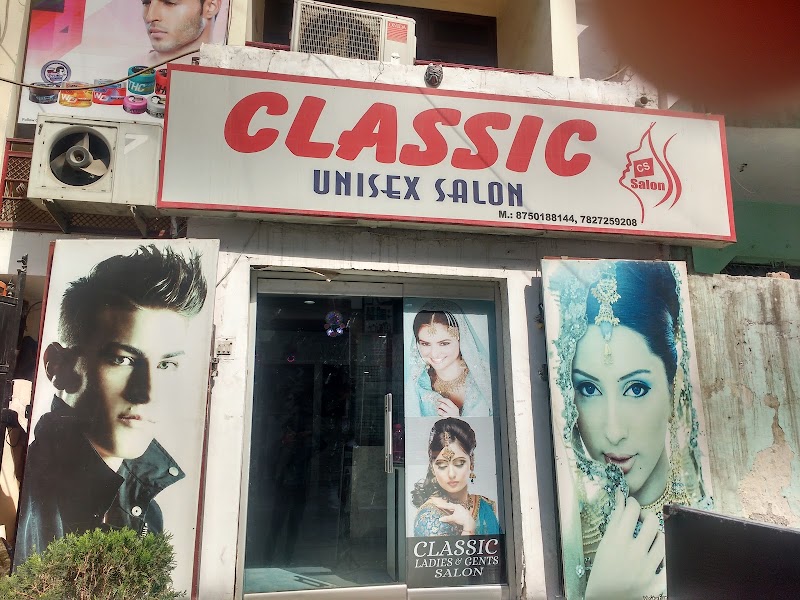 CLASSIC
UNISEX SALON
M.: 8750188144, 7827259208
CS
Salon
CLASSIC
LADIES & GENTS
SALON